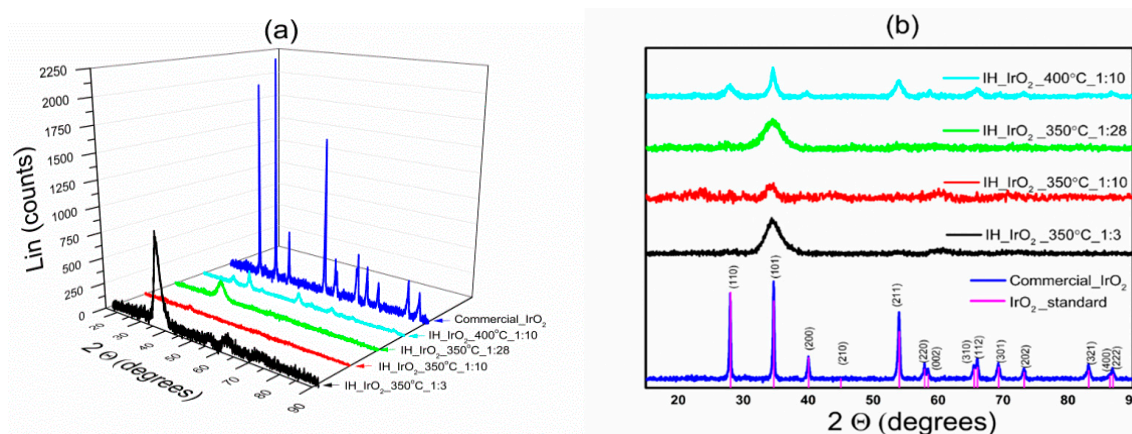 (a)
2250
2000
1750
1500
1250
1000
750
500
250
0
Lin (counts)
20
30
40
50
60
70
80
90
2 Θ (degrees)
Commercial_IrO2
IH_IrO2_400°C_1:10
IH_IrO2_350°C_1:28
IH_IrO2_350°C_1:10
IH_IrO2_350°C_1:3
(b)
IH_IrO2_400°C_1:10
IH_IrO2_350°C_1:28
IH_IrO2_350°C_1:10
IH_IrO2_350°C_1:3
Commercial_IrO2
IrO2_standard
(110)
(101)
(200)
(210)
(211)
(220)
(002)
(310)
(112)
(301)
(202)
(321)
(400)
(222)
20 30 40 50 60 70 80 90
2 Θ (degrees)